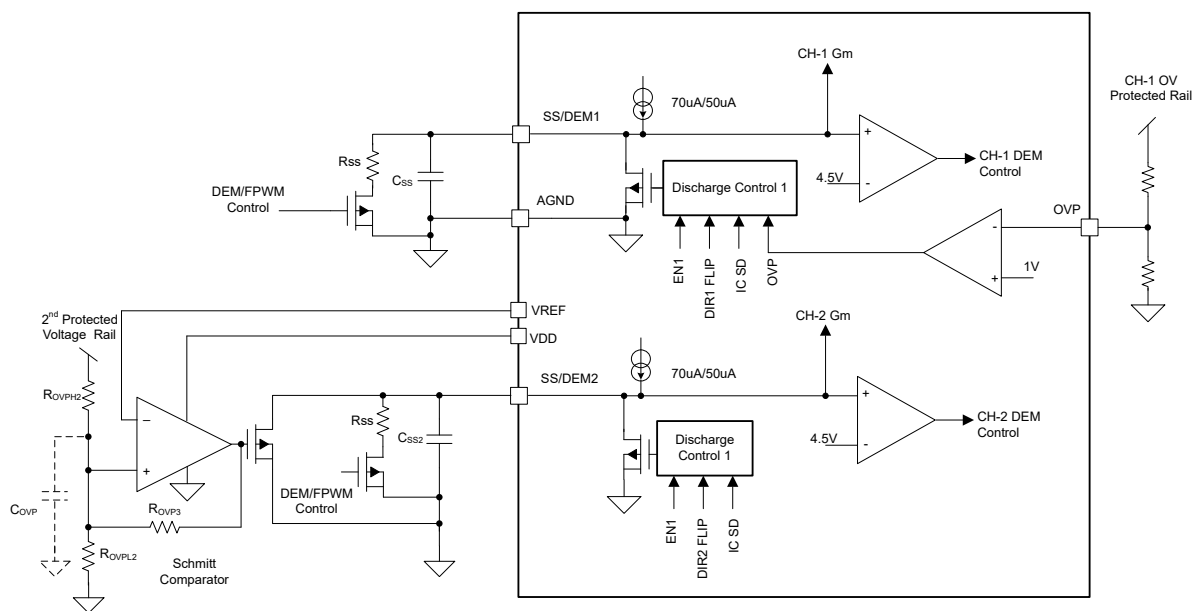 CH-1 Gm
CH-1 OV
Protected Rail
70uA/50uA
SS/DEM1
Rss
CSS
DEM/FPWM
Control
AGND
Discharge Control 1
4.5V
+
-
CH-1 DEM
Control
OVP
-
+
1V
EN1
DIR1 FLIP
IC SD
OVP
VREF
VDD
2nd Protected
Voltage Rail
CH-2 Gm
70uA/50uA
SS/DEM2
ROVPH2
–
+
Rss
CSS2
DEM/FPWM
Control
Discharge
Control 1
4.5V
+
-
CH-2 DEM
Control
COVP
ROVP3
ROVPL2
Schmitt
Comparator
EN1
DIR2 FLIP
IC SD